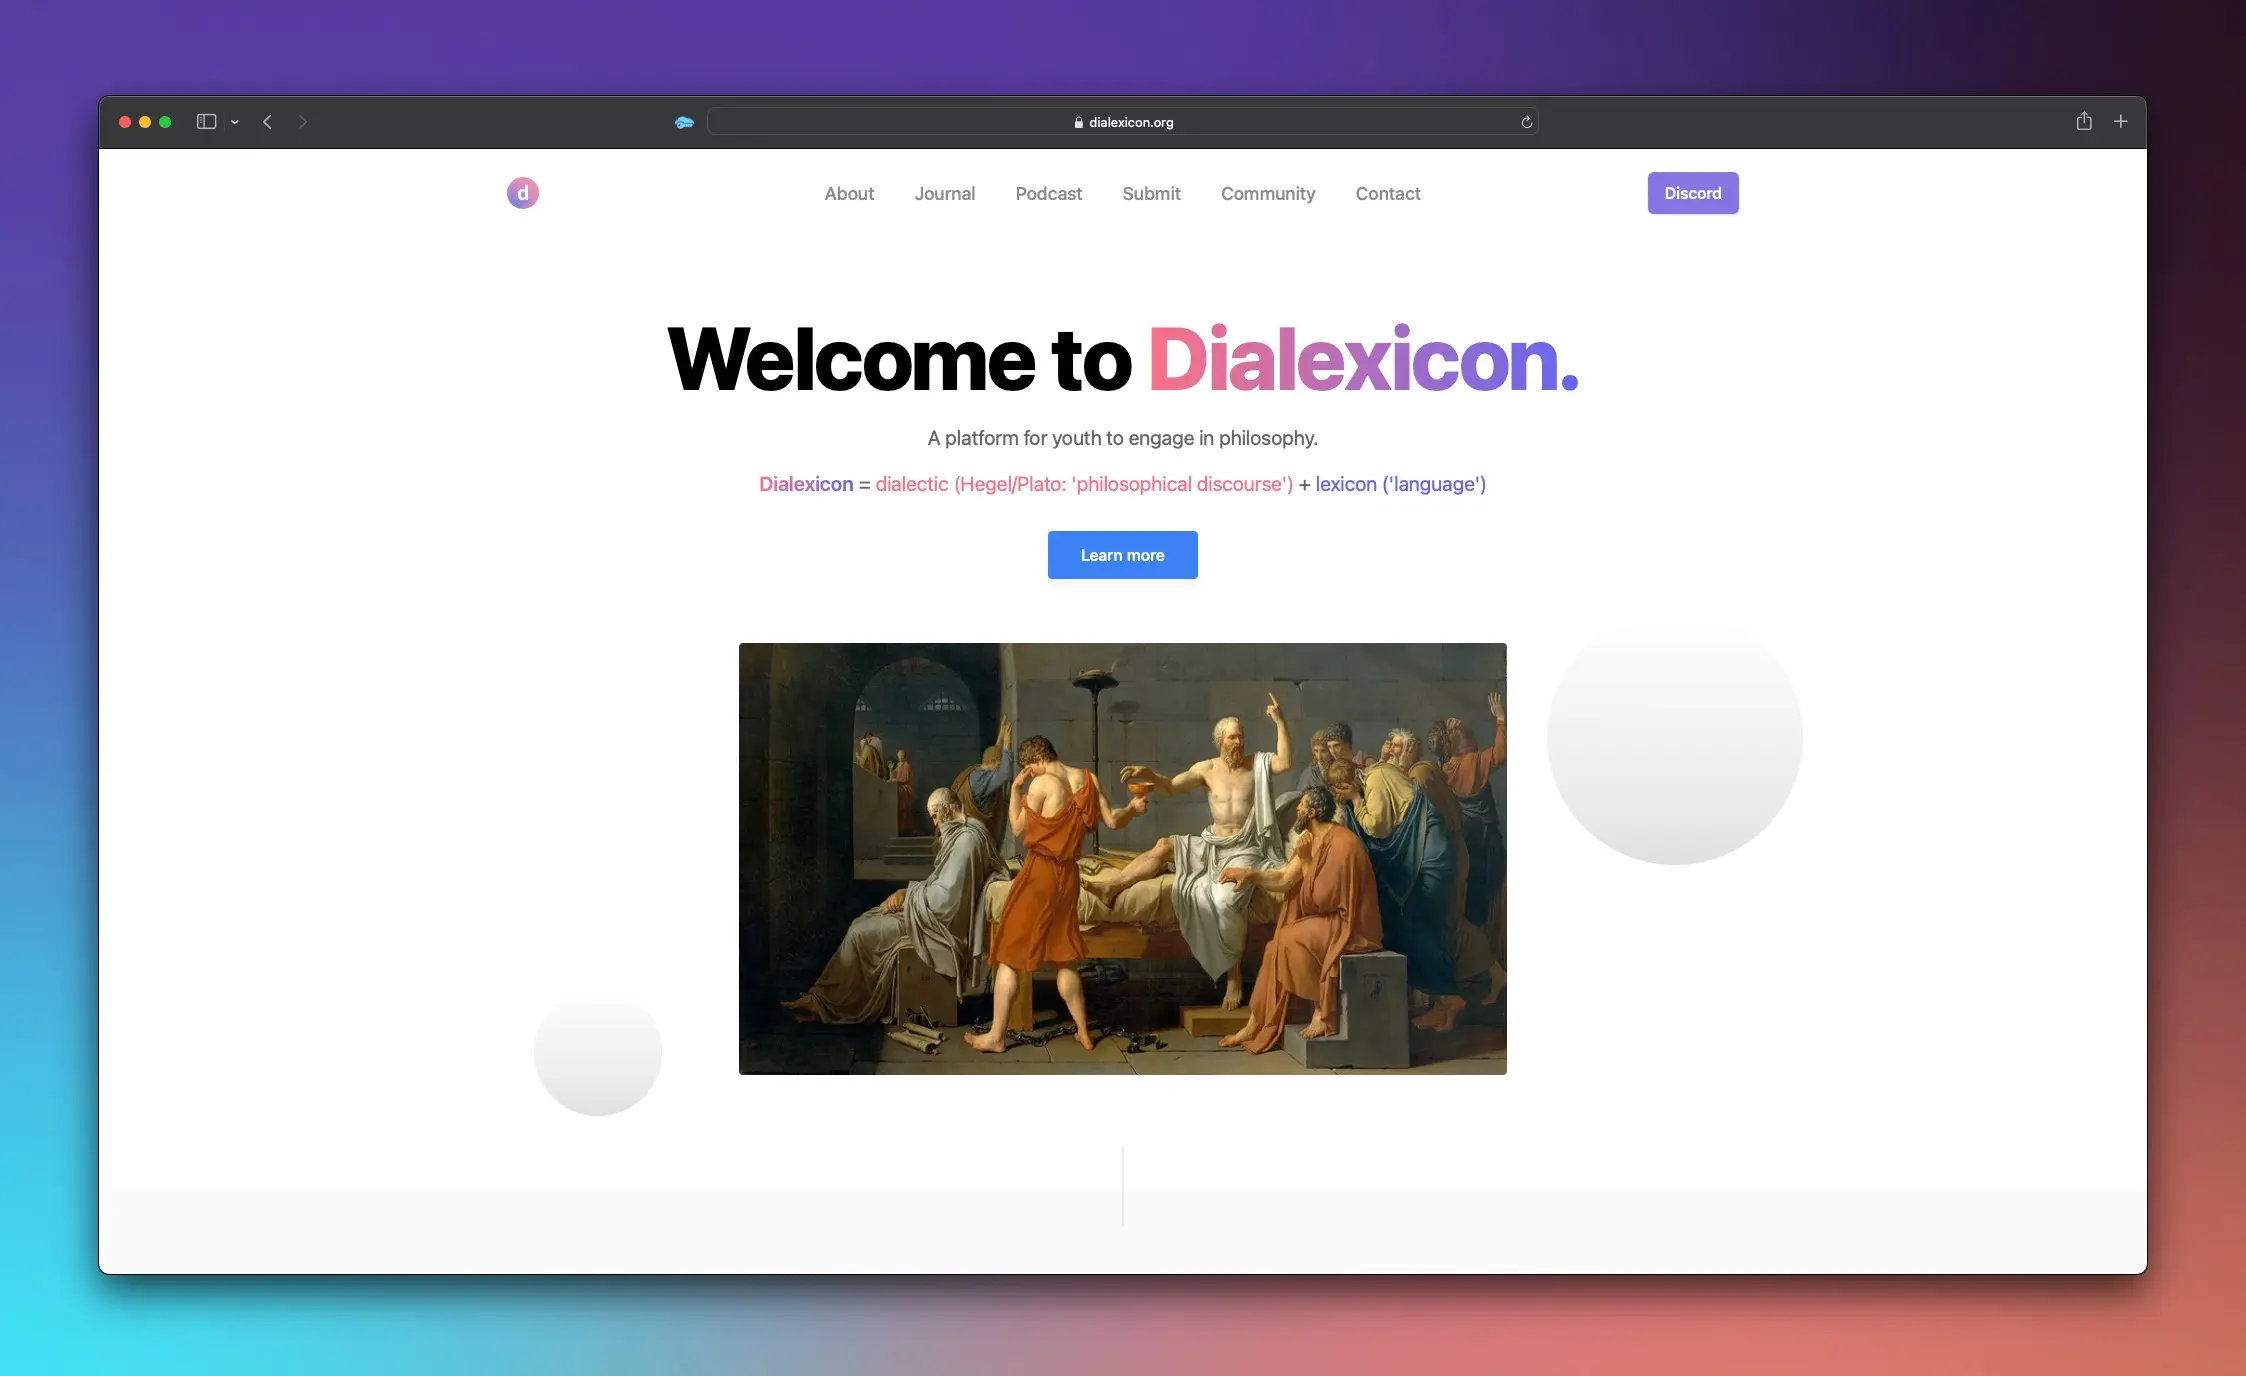 dialexicon.org
d
About Journal Podcast Submit Community Contact
Discord
Welcome to Dialexicon.
A platform for youth to engage in philosophy.
Dialexicon = dialectic (Hegel/Plato: 'philosophical discourse') + lexicon ('language')
Learn more